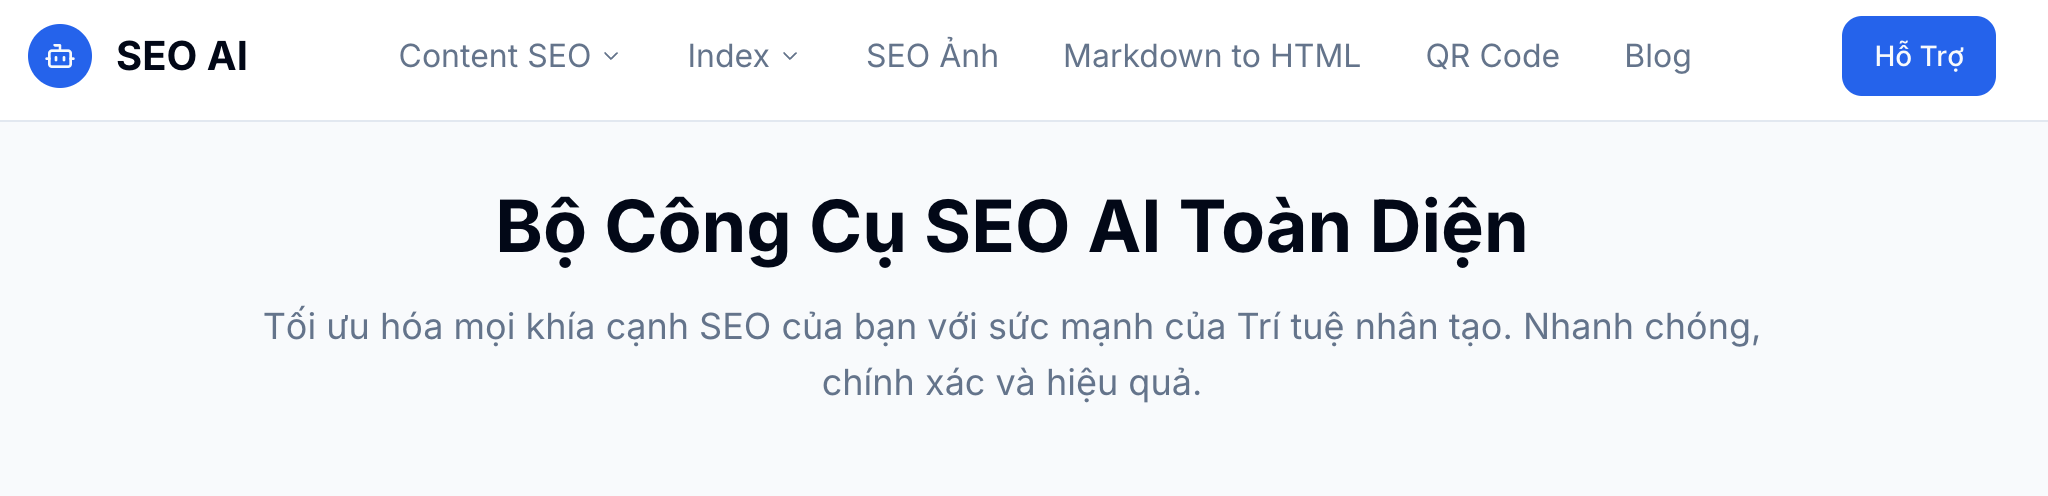 SEO AI
Content SEO
Index
SEO Ảnh
Markdown to HTML
QR Code
Blog
Hỗ Trợ
Bộ Công Cụ SEO AI Toàn Diện
Tối ưu hóa mọi khía cạnh SEO của bạn với sức mạnh của Trí tuệ nhân tạo. Nhanh chóng,
chính xác và hiệu quả.